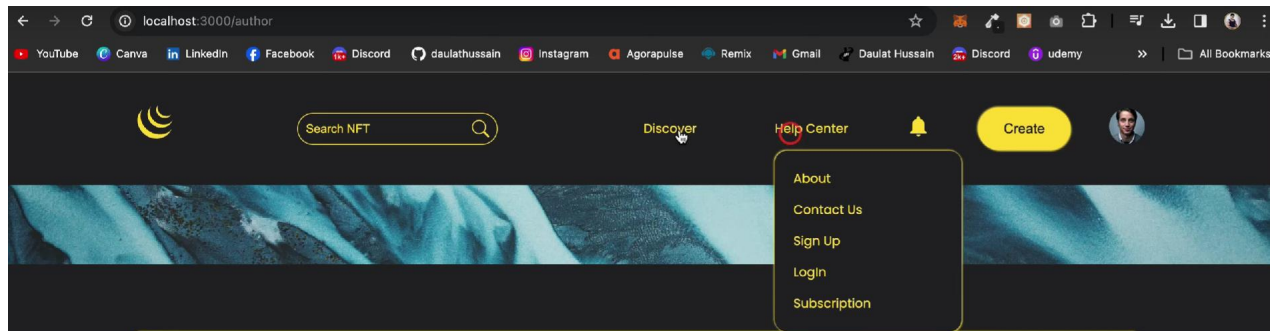 localhost:3000/author
YouTube Canva LinkedIn Facebook Discord daulathussain Instagram Agorapulse Remix Gmail Daulat Hussain Discord udemy » All Bookmarks
Search NFT Discover Help Center Create
About
Contact Us
Sign Up
LogIn
Subscription